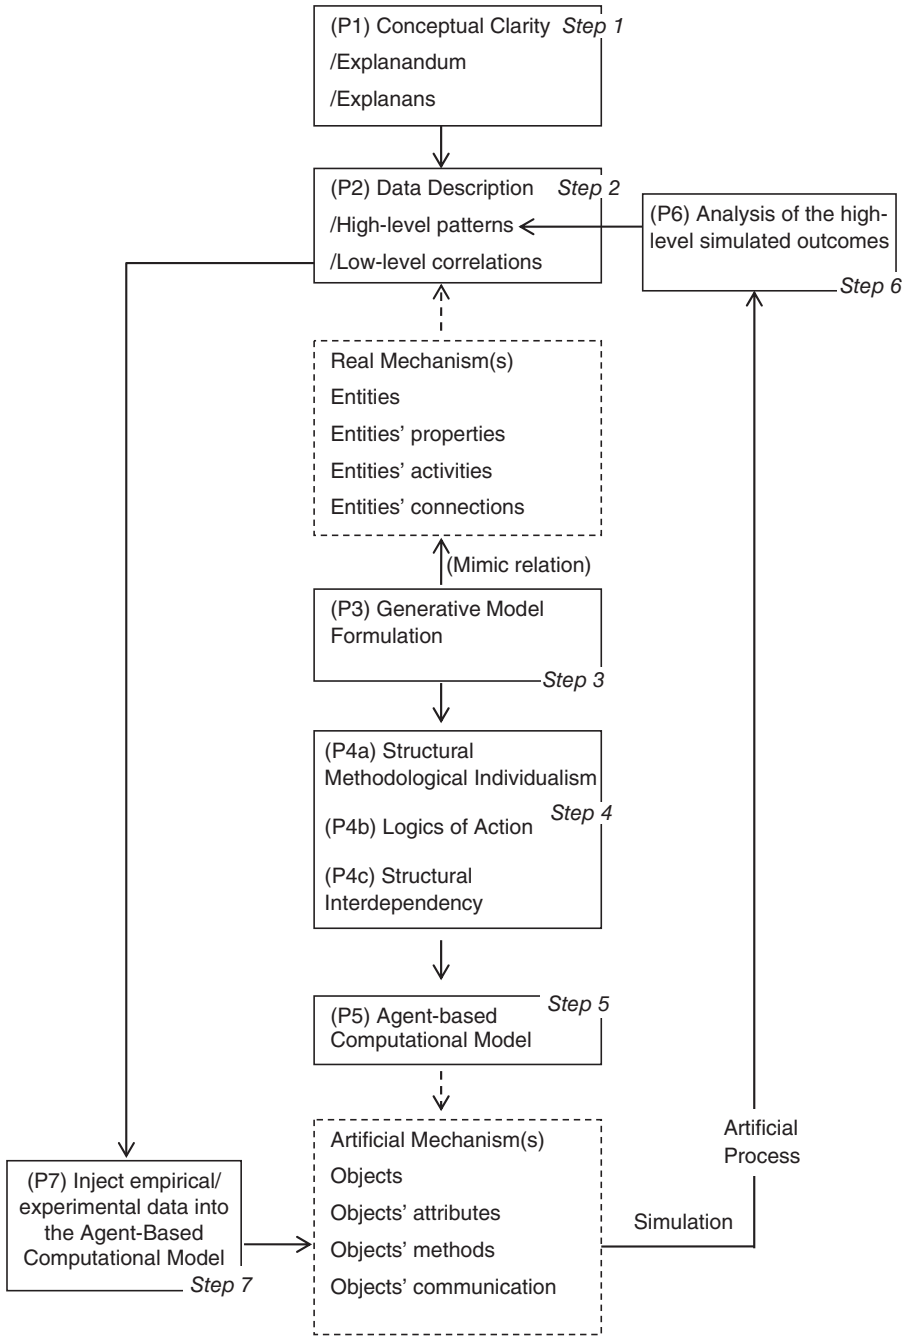 (P1) Conceptual Clarity Step 1
/Explanandum
/Explanans
(P2) Data Description Step 2
/High-level patterns
/Low-level correlations
(P6) Analysis of the high-
level simulated outcomes
Step 6
Real Mechanism(s)
Entities
Entities’ properties
Entities’ activities
Entities’ connections
(Mimic relation)
(P3) Generative Model
Formulation
Step 3
(P4a) Structural
Methodological Individualism
Step 4
(P4b) Logics of Action
(P4c) Structural
Interdependency
Step 5
(P5) Agent-based
Computational Model
Artificial Mechanism(s)
Objects
Objects’ attributes
Objects’ methods
Objects’ communication
(P7) Inject empirical/
experimental data into
the Agent-Based
Computational Model
Step 7
Simulation
Artificial
Process